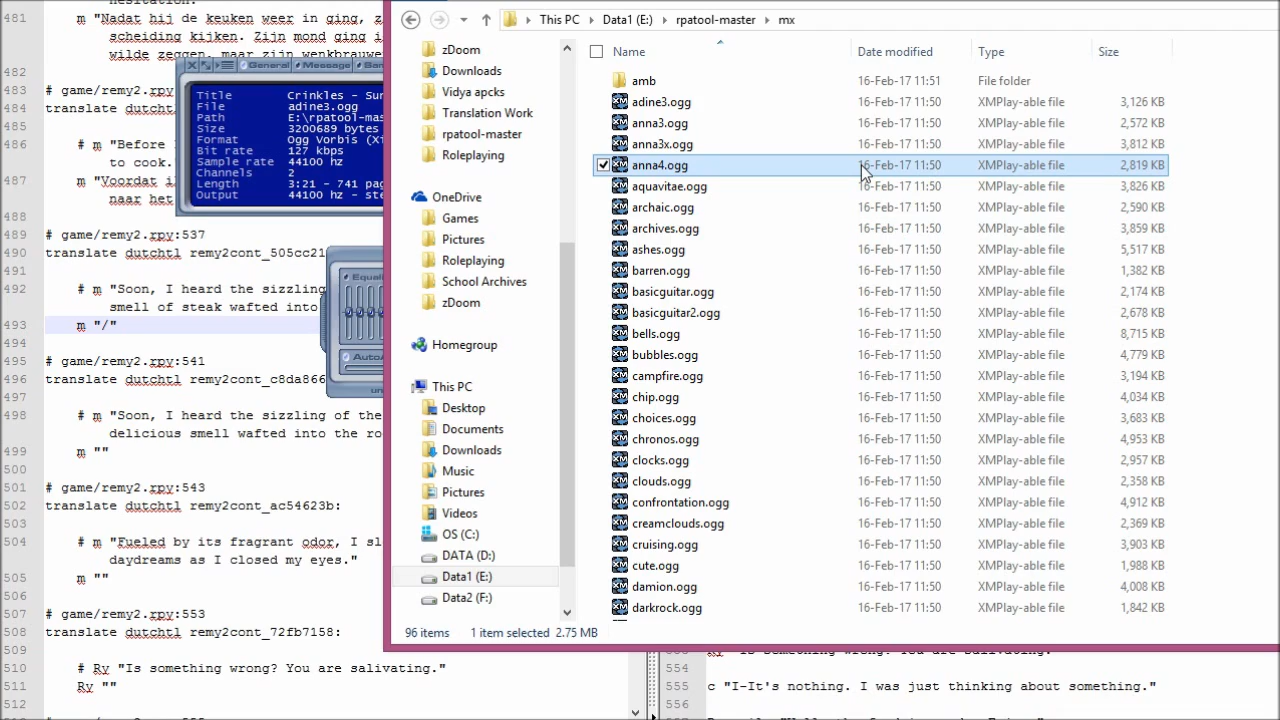 481
hesitation."
m "Nadat hij de keuken weer in ging, z
scheiding kijken. Zijn mond ging i
wilde zeggen, maar zijn wenkbrauwe
482
483
# game/remy2.rpy
484
translate dutchtl
485
486
# m "Before
to cook.
487
m "Voordat i
naar het
488
489
# game/remy2.rpy:537
490
translate dutchtl remy2cont_505cc21
491
492
# m "Soon, I heard the sizzling
smell of steak wafted into
493
m "/"
494
495
# game/remy2.rpy:541
496
translate dutchtl remy2cont_c8da866
497
498
# m "Soon, I heard the sizzling of the
delicious smell wafted into the ro
499
m ""
500
501
# game/remy2.rpy:543
502
translate dutchtl remy2cont_ac54623b:
503
504
# m "Fueled by its fragrant odor, I sl
daydreams as I closed my eyes."
505
m ""
506
507
# game/remy2.rpy:553
508
translate dutchtl remy2cont_72fb7158:
509
510
# Ry "Is something wrong? You are salivating."
511
Ry ""
512
General
Message
Title Crinkles - Sur
File adine3.ogg
Path E:\rpatool-mas
Size 3200689 bytes
Format Ogg Vorbis (Xi
Bit rate 127 kbps
Sample rate 44100 hz
Channels 2
Length 3:21 - 741 pag
Output 44100 hz - ste
Equali
AutoA
This PC
Data1 (E:)
rpatool-master
mx
zDoom
Downloads
Vidya apcks
Translation Work
rpatool-master
Roleplaying
OneDrive
Games
Pictures
Roleplaying
School Archives
zDoom
Homegroup
This PC
Desktop
Documents
Downloads
Music
Pictures
Videos
OS (C:)
DATA (D:)
Data1 (E:)
Data2 (F:)
Name Date modified Type Size
amb 16-Feb-17 11:51 File folder
adine3.ogg 16-Feb-17 11:50 XMPlay-able file 3,126 KB
anna3.ogg 16-Feb-17 11:50 XMPlay-able file 2,572 KB
anna3x.ogg 16-Feb-17 11:50 XMPlay-able file 3,812 KB
anna4.ogg 16-Feb-17 11:50 XMPlay-able file 2,819 KB
aquavitae.ogg 16-Feb-17 11:50 XMPlay-able file 3,826 KB
archaic.ogg 16-Feb-17 11:50 XMPlay-able file 2,590 KB
archives.ogg 16-Feb-17 11:50 XMPlay-able file 3,859 KB
ashes.ogg 16-Feb-17 11:50 XMPlay-able file 5,517 KB
barren.ogg 16-Feb-17 11:50 XMPlay-able file 1,382 KB
basicguitar.ogg 16-Feb-17 11:50 XMPlay-able file 2,174 KB
basicguitar2.ogg 16-Feb-17 11:50 XMPlay-able file 2,678 KB
bells.ogg 16-Feb-17 11:50 XMPlay-able file 8,715 KB
bubbles.ogg 16-Feb-17 11:50 XMPlay-able file 4,779 KB
campfire.ogg 16-Feb-17 11:50 XMPlay-able file 3,194 KB
chip.ogg 16-Feb-17 11:50 XMPlay-able file 4,034 KB
choices.ogg 16-Feb-17 11:50 XMPlay-able file 3,683 KB
chronos.ogg 16-Feb-17 11:50 XMPlay-able file 4,953 KB
clocks.ogg 16-Feb-17 11:50 XMPlay-able file 2,957 KB
clouds.ogg 16-Feb-17 11:50 XMPlay-able file 2,358 KB
confrontation.ogg 16-Feb-17 11:50 XMPlay-able file 4,912 KB
creamclouds.ogg 16-Feb-17 11:50 XMPlay-able file 2,369 KB
cruising.ogg 16-Feb-17 11:50 XMPlay-able file 3,903 KB
cute.ogg 16-Feb-17 11:50 XMPlay-able file 1,988 KB
damion.ogg 16-Feb-17 11:50 XMPlay-able file 4,008 KB
darkrock.ogg 16-Feb-17 11:50 XMPlay-able file 1,842 KB
96 items 1 item selected 2.75 MB
Ry "Is something wrong? You are salivating."
554
555
c "I-It's nothing. I was just thinking about something."
556